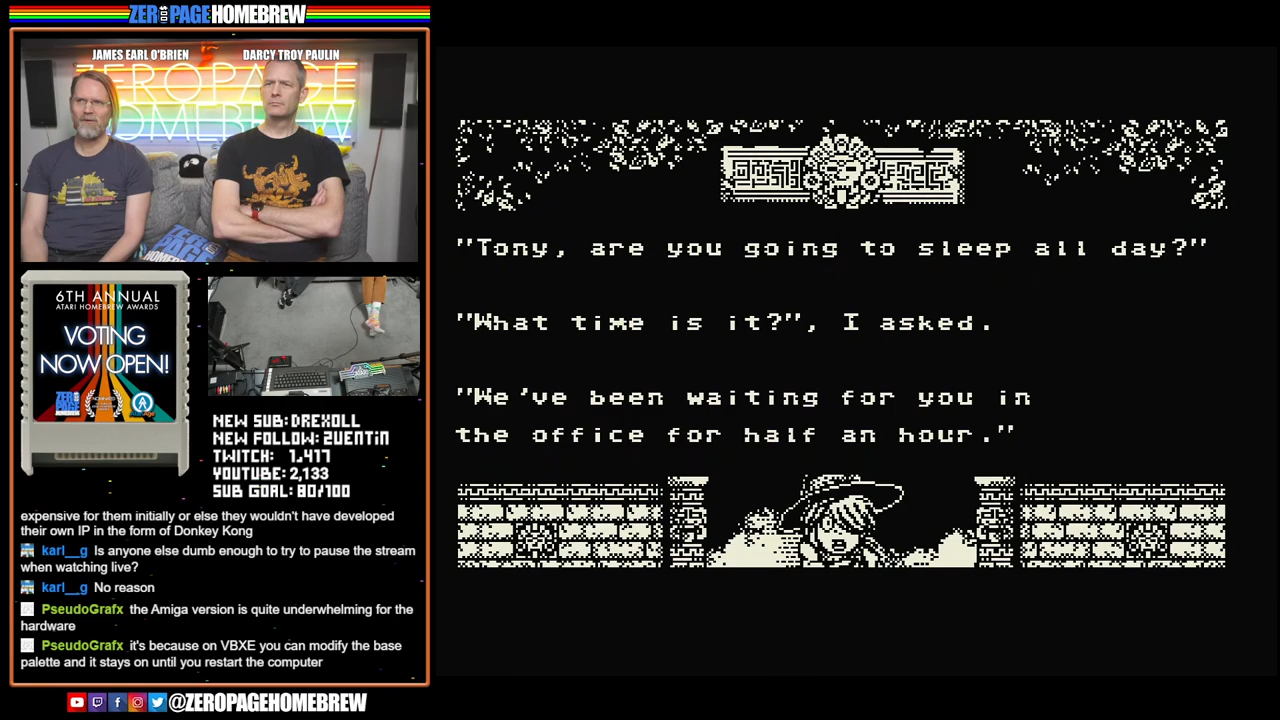 ZEROPAGE HOMEBREW
JAMES EARL O'BRIEN
DARCY TROY PAULIN
ZEROPAGE
HOMEBREW
ZERO
PAGE
HOMEBREW
6TH ANNUAL
ATARI HOMEBREW AWARDS
VOTING
NOW OPEN!
NEW SUB: DREXOLL
NEW FOLLOW: ZUENTIN
TWITCH: 1,417
YOUTUBE: 2,133
SUB GOAL: 80/100
expensive for them initially or else they wouldn't have developed
their own IP in the form of Donkey Kong
karl__g Is anyone else dumb enough to try to pause the stream
when watching live?
karl__g No reason
PseudoGrafx the Amiga version is quite underwhelming for the
hardware
PseudoGrafx it's because on VBXE you can modify the base
palette and it stays on until you restart the computer
@ZEROPAGEHOMEBREW
"Tony, are you going to sleep all day?"
"What time is it?", I asked.
"We've been waiting for you in
the office for half an hour."